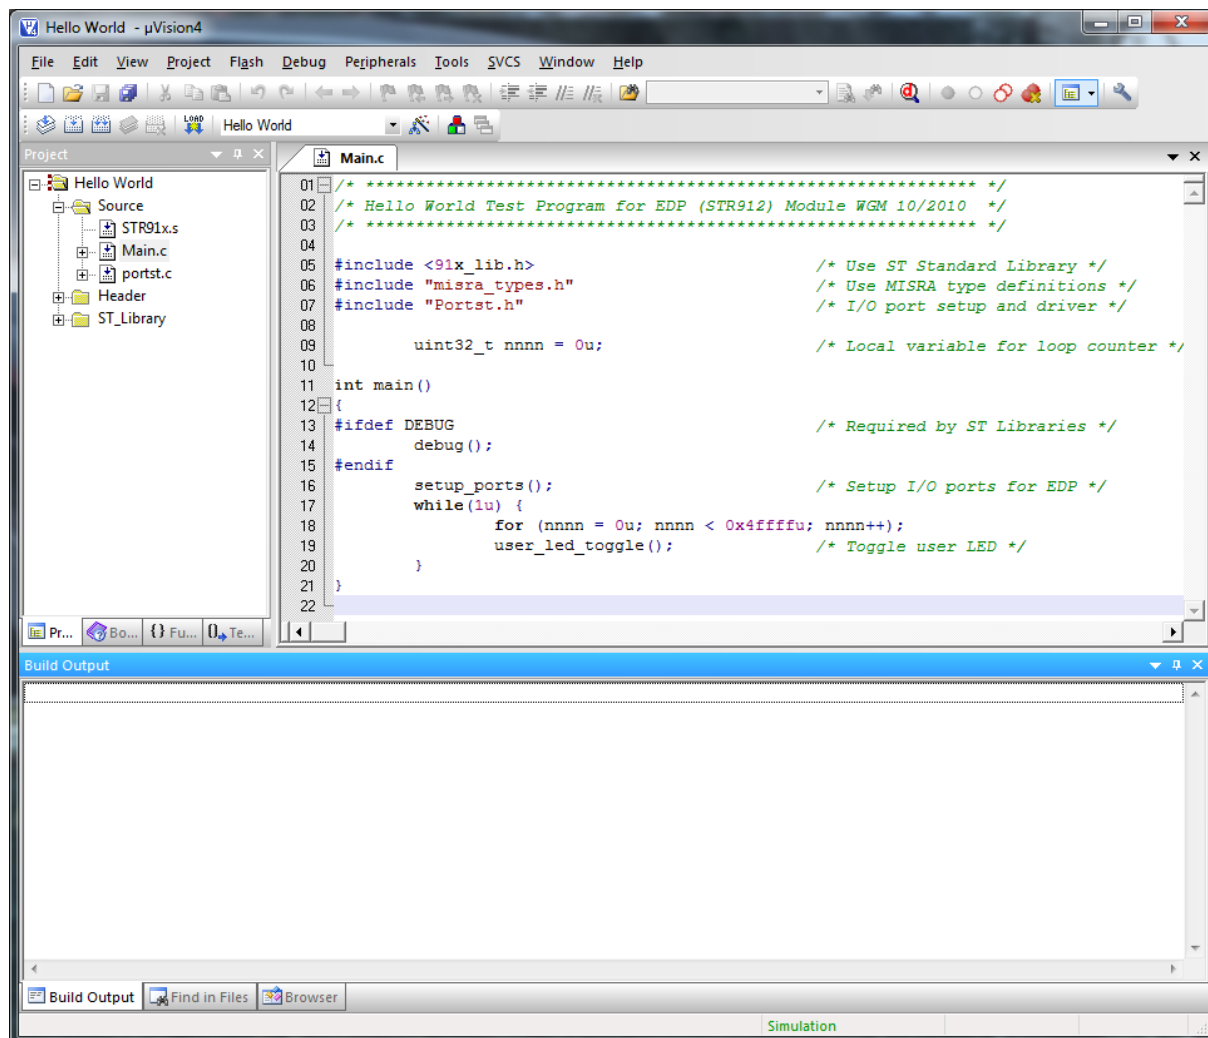 Hello World - µVision4
File Edit View Project Flash Debug Peripherals Tools SVCS Window Help
LOAD Hello World
Project
Hello World
Source
STR91x.s
Main.c
portst.c
Header
ST_Library
Pr... Bo... {} Fu... 0 Te...
Main.c
01 /* ************************************************************* */
02 /* Hello World Test Program for EDP (STR912) Module WGM 10/2010  */
03 /* ************************************************************* */
04
05 #include <91x_lib.h> /* Use ST Standard Library */
06 #include "misra_types.h" /* Use MISRA type definitions */
07 #include "Portst.h" /* I/O port setup and driver */
08
09 uint32_t nnnn = 0u; /* Local variable for loop counter */
10
11 int main()
12 {
13 #ifdef DEBUG /* Required by ST Libraries */
14 debug();
15 #endif
16 setup_ports(); /* Setup I/O ports for EDP */
17 while(1u) {
18 for (nnnn = 0u; nnnn < 0x4ffffu; nnnn++);
19 user_led_toggle(); /* Toggle user LED */
20 }
21 }
22
Build Output
Build Output Find in Files Browser
Simulation